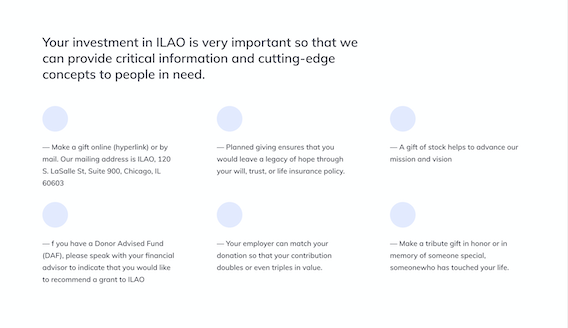 Your investment in ILAO is very important so that we
can provide critical information and cutting-edge
concepts to people in need.
— Make a gift online (hyperlink) or by
mail. Our mailing address is ILAO, 120
S. LaSalle St, Suite 900, Chicago, IL
60603
— Planned giving ensures that you
would leave a legacy of hope through
your will, trust, or life insurance policy.
— A gift of stock helps to advance our
mission and vision
— f you have a Donor Advised Fund
(DAF), please speak with your financial
advisor to indicate that you would like
to recommend a grant to ILAO
— Your employer can match your
donation so that your contribution
doubles or even triples in value.
— Make a tribute gift in honor or in
memory of someone special,
someonewho has touched your life.